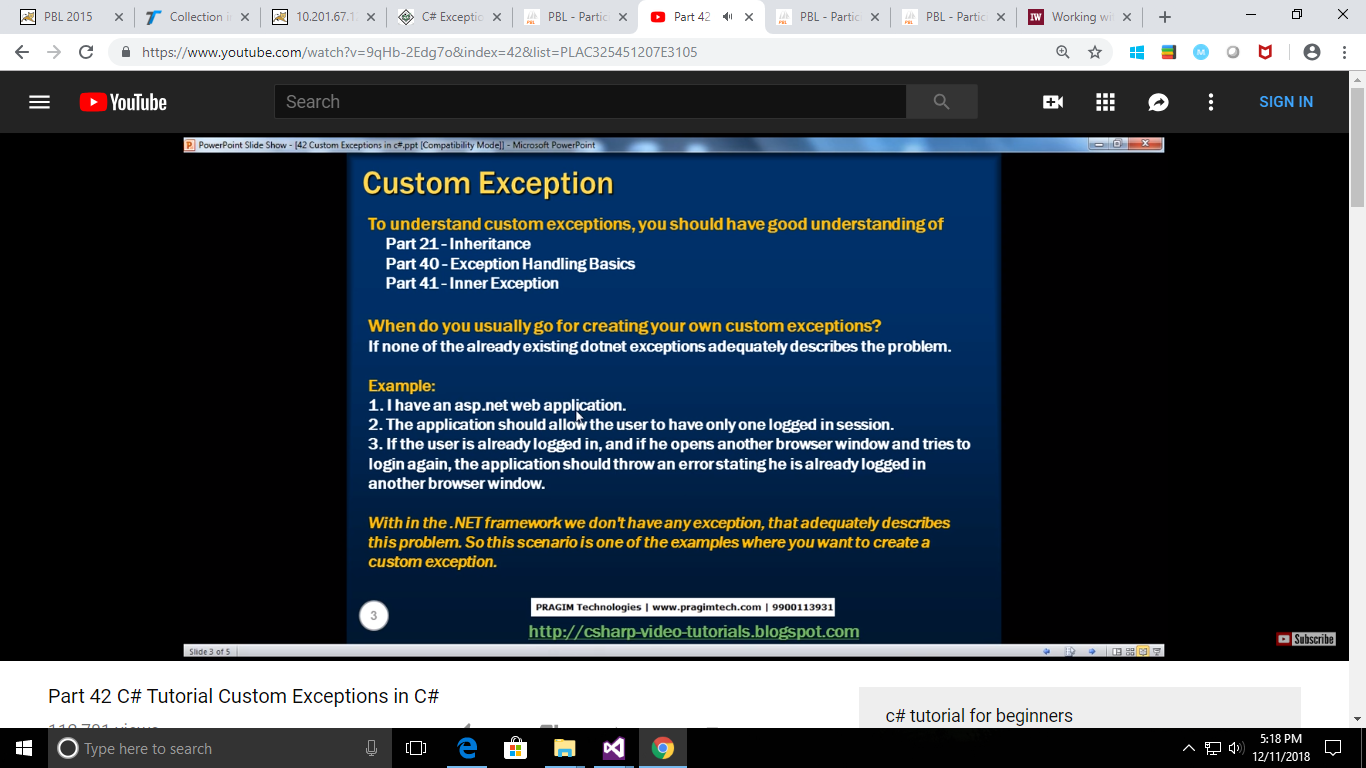 PBL 2015
Collection i
10.201.67.1
C# Exceptio
PBL - Partic
Part 42
PBL - Partic
PBL - Partic
Working wi
https://www.youtube.com/watch?v=9qHb-2Edg7o&index=42&list=PLAC325451207E3105
YouTube
Search
SIGN IN
PowerPoint Slide Show - [42 Custom Exceptions in c#.ppt [Compatibility Mode]] - Microsoft PowerPoint
Custom Exception
To understand custom exceptions, you should have good understanding of
Part 21 - Inheritance
Part 40 - Exception Handling Basics
Part 41 - Inner Exception
When do you usually go for creating your own custom exceptions?
If none of the already existing dotnet exceptions adequately describes the problem.
Example:
1. I have an asp.net web application.
2. The application should allow the user to have only one logged in session.
3. If the user is already logged in, and if he opens another browser window and tries to
login again, the application should throw an error stating he is already logged in
another browser window.
With in the .NET framework we don't have any exception, that adequately describes
this problem. So this scenario is one of the examples where you want to create a
custom exception.
3
PRAGIM Technologies | www.pragimtech.com | 9900113931
http://csharp-video-tutorials.blogspot.com
Subscribe
Slide 3 of 5
Part 42 C# Tutorial Custom Exceptions in C#
c# tutorial for beginners
Type here to search
5:18 PM
12/11/2018